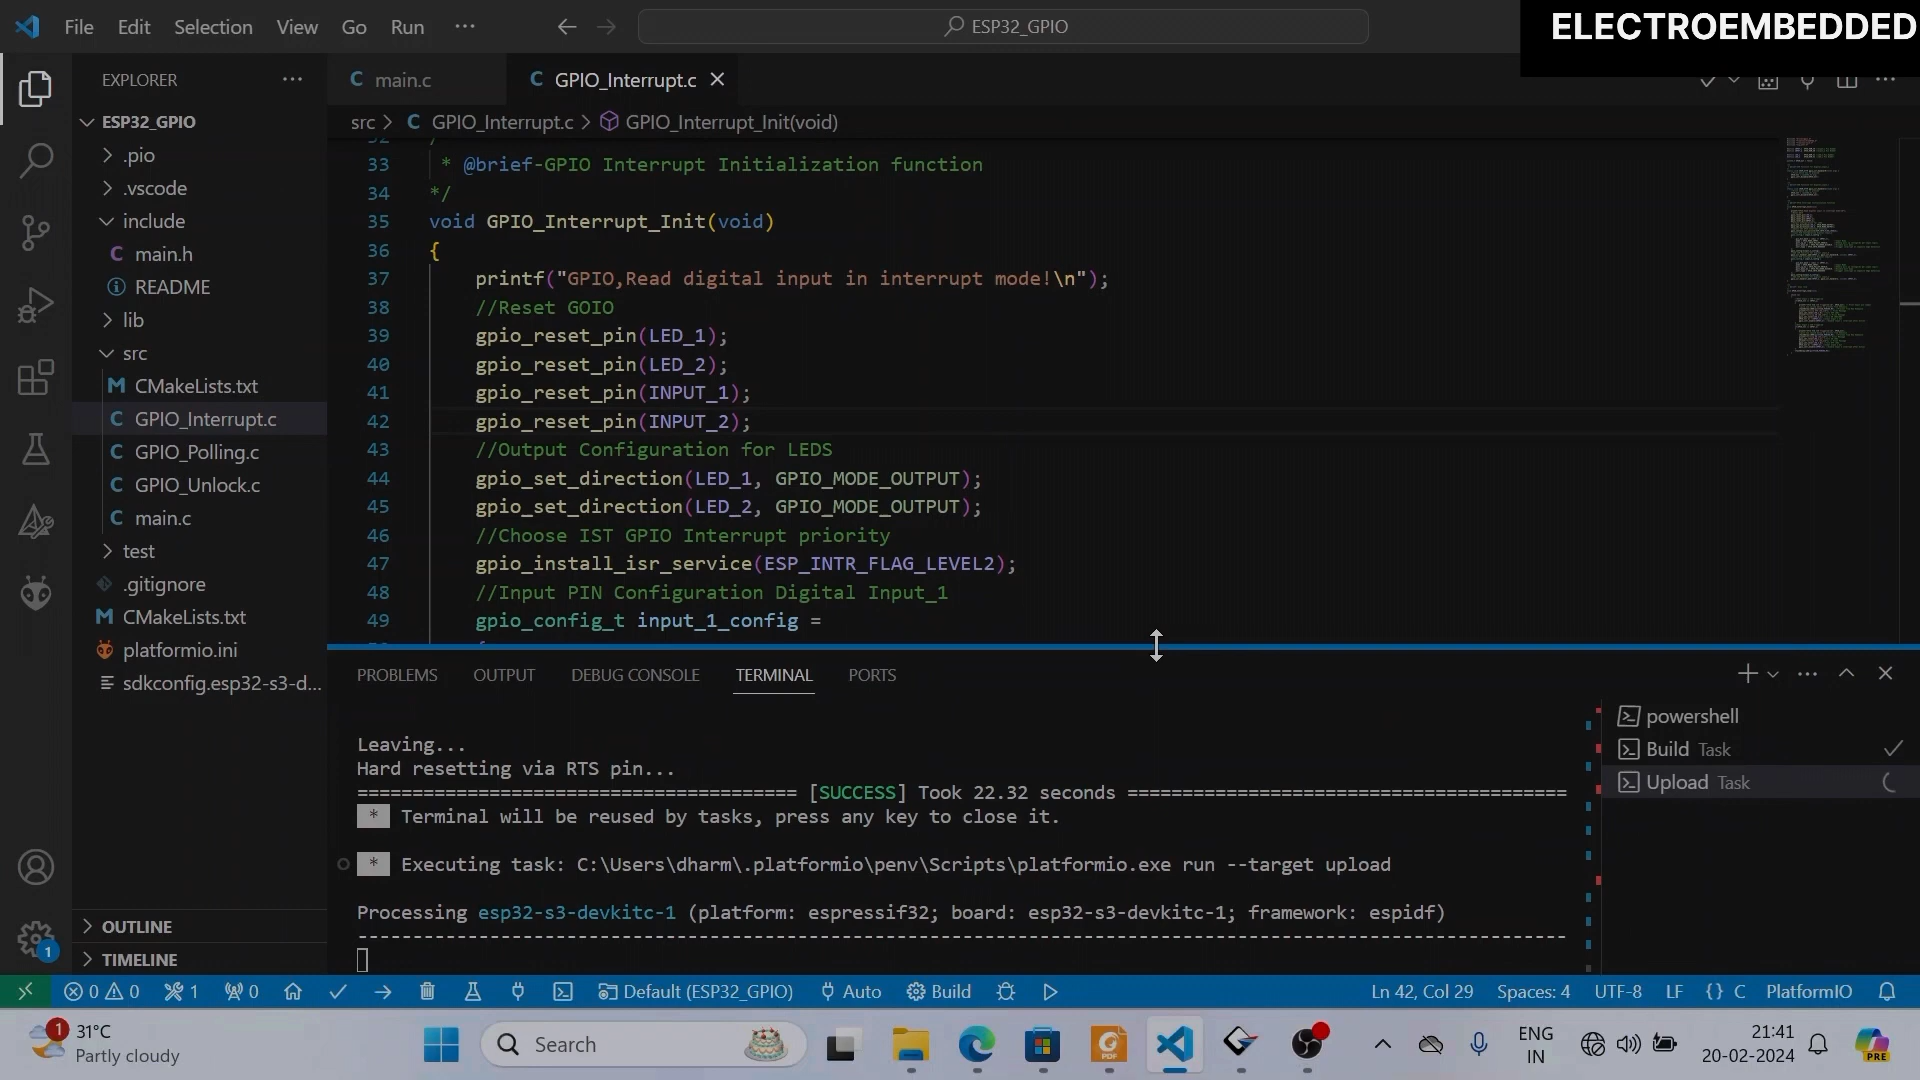 File Edit Selection View Go Run ···
ESP32_GPIO
ELECTROEMBEDDED
EXPLORER
ESP32_GPIO
.pio
.vscode
include
C main.h
README
lib
src
M CMakeLists.txt
C GPIO_Interrupt.c
C GPIO_Polling.c
C GPIO_Unlock.c
C main.c
test
.gitignore
M CMakeLists.txt
platformio.ini
sdkconfig.esp32-s3-d...
OUTLINE
TIMELINE
C main.c
C GPIO_Interrupt.c
src > C GPIO_Interrupt.c > GPIO_Interrupt_Init(void)
33 * @brief-GPIO Interrupt Initialization function
34 */
35 void GPIO_Interrupt_Init(void)
36 {
37 printf("GPIO,Read digital input in interrupt mode!\n");
38 //Reset GOIO
39 gpio_reset_pin(LED_1);
40 gpio_reset_pin(LED_2);
41 gpio_reset_pin(INPUT_1);
42 gpio_reset_pin(INPUT_2);
43 //Output Configuration for LEDS
44 gpio_set_direction(LED_1, GPIO_MODE_OUTPUT);
45 gpio_set_direction(LED_2, GPIO_MODE_OUTPUT);
46 //Choose IST GPIO Interrupt priority
47 gpio_install_isr_service(ESP_INTR_FLAG_LEVEL2);
48 //Input PIN Configuration Digital Input_1
49 gpio_config_t input_1_config =
PROBLEMS OUTPUT DEBUG CONSOLE TERMINAL PORTS
Leaving...
Hard resetting via RTS pin...
====================================== [SUCCESS] Took 22.32 seconds ======================================
* Terminal will be reused by tasks, press any key to close it.
* Executing task: C:\Users\dharm\.platformio\penv\Scripts\platformio.exe run --target upload
Processing esp32-s3-devkitc-1 (platform: espressif32; board: esp32-s3-devkitc-1; framework: espidf)
--------------------------------------------------------------------------------------------------------------
powershell
Build Task
Upload Task
0 0 1 0 Default (ESP32_GPIO) Auto Build Ln 42, Col 29 Spaces: 4 UTF-8 LF {} C PlatformIO
1
1
31°C
Partly cloudy
Search
PDF
ENG
IN
21:41
20-02-2024
PRE